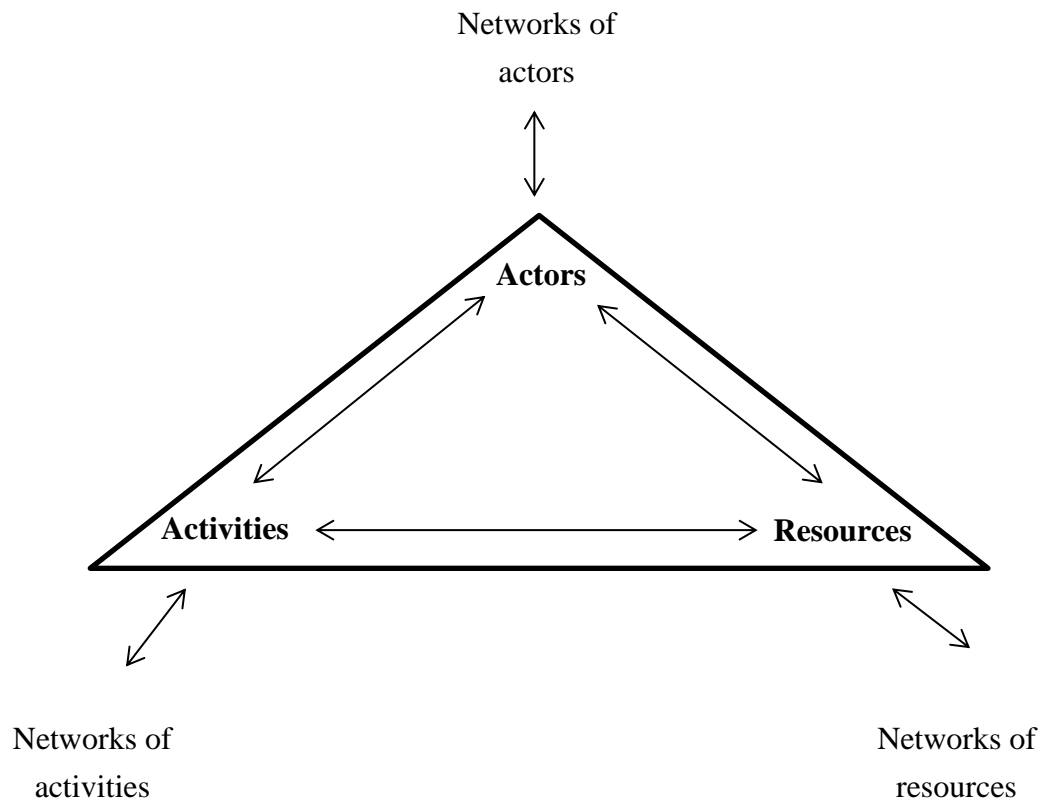 Networks of
actors
Actors
Activities
Resources
Networks of
activities
Networks of
resources